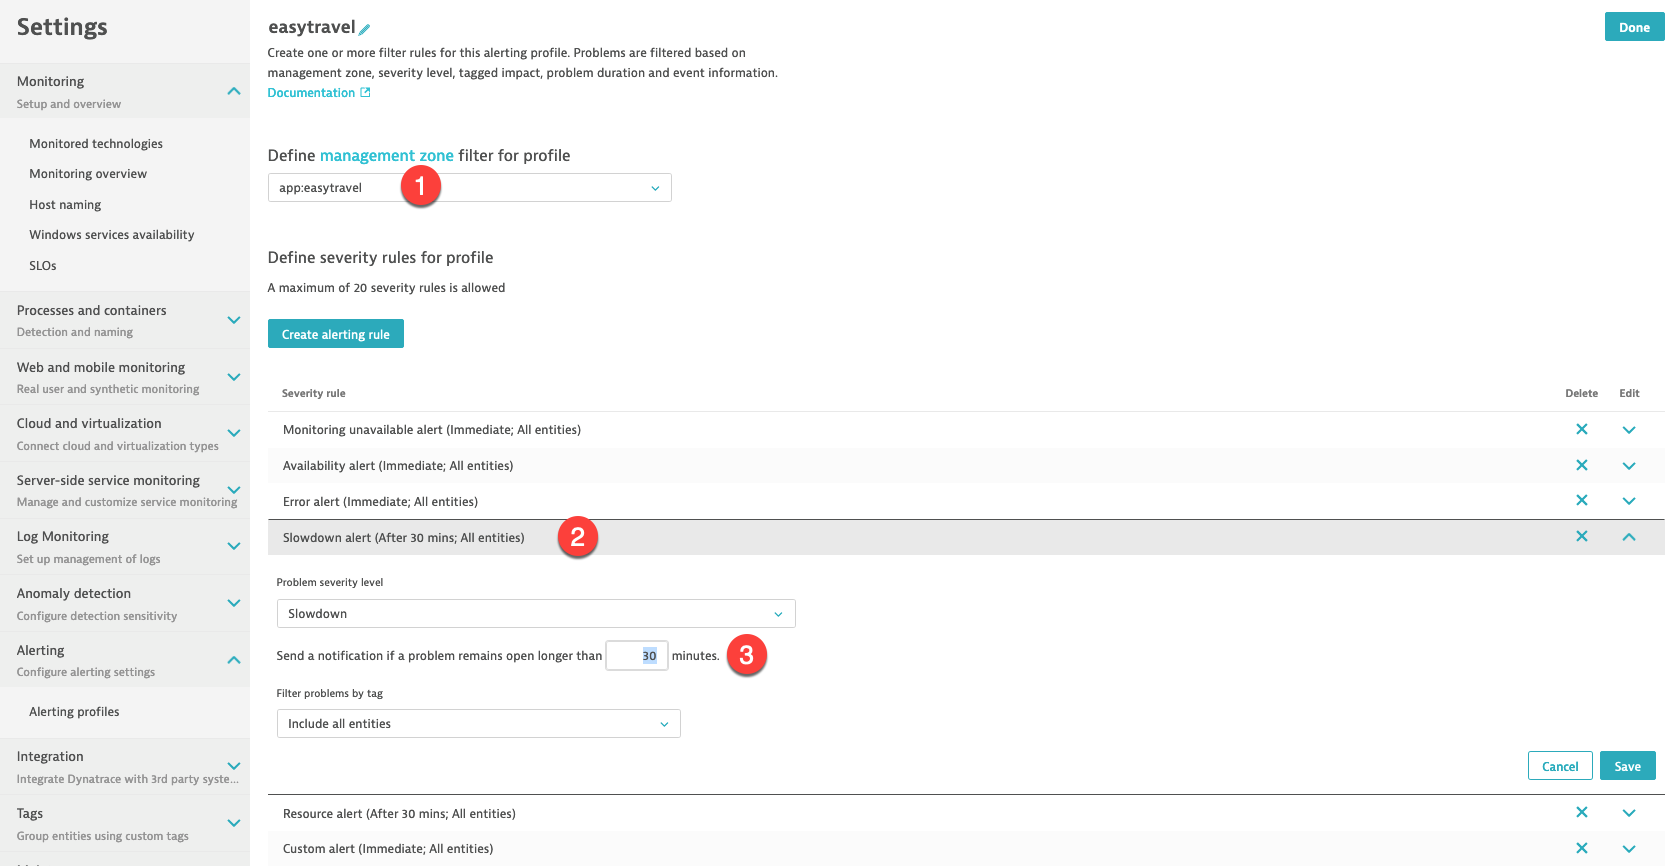 Settings
Monitoring
Setup and overview
Monitored technologies
Monitoring overview
Host naming
Windows services availability
SLOs
Processes and containers
Detection and naming
Web and mobile monitoring
Real user and synthetic monitoring
Cloud and virtualization
Connect cloud and virtualization types
Server-side service monitoring
Manage and customize service monitoring
Log Monitoring
Set up management of logs
Anomaly detection
Configure detection sensitivity
Alerting
Configure alerting settings
Alerting profiles
Integration
Integrate Dynatrace with 3rd party syste...
Tags
Group entities using custom tags
easytravel
Done
Create one or more filter rules for this alerting profile. Problems are filtered based on
management zone, severity level, tagged impact, problem duration and event information.
Documentation
Define management zone filter for profile
app:easytravel 1
Define severity rules for profile
A maximum of 20 severity rules is allowed
Create alerting rule
Severity rule Delete Edit
Monitoring unavailable alert (Immediate; All entities)
Availability alert (Immediate; All entities)
Error alert (Immediate; All entities)
Slowdown alert (After 30 mins; All entities) 2
Problem severity level
Slowdown
Send a notification if a problem remains open longer than 30 minutes. 3
Filter problems by tag
Include all entities
Cancel Save
Resource alert (After 30 mins; All entities)
Custom alert (Immediate; All entities)